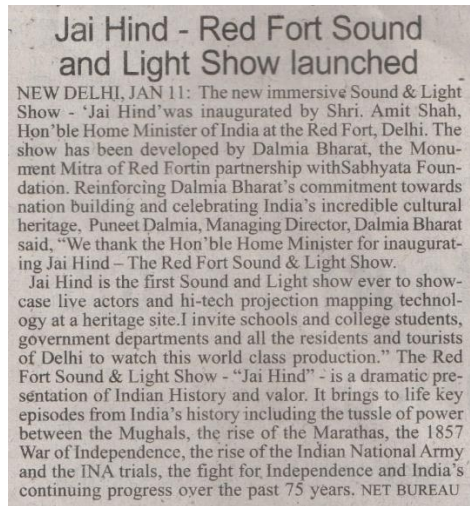 Jai Hind - Red Fort Sound
and Light Show launched
NEW DELHI, JAN 11: The new immersive Sound & Light
Show - ‘Jai Hind’was inaugurated by Shri. Amit Shah,
Hon’ble Home Minister of India at the Red Fort, Delhi. The
show has been developed by Dalmia Bharat, the Monu-
ment Mitra of Red Fortin partnership withSabhyata Foun-
dation. Reinforcing Dalmia Bharat’s commitment towards
nation building and celebrating India’s incredible cultural
heritage, Puneet Dalmia, Managing Director, Dalmia Bharat
said, “We thank the Hon’ble Home Minister for inaugurat-
ing Jai Hind – The Red Fort Sound & Light Show.
Jai Hind is the first Sound and Light show ever to show-
case live actors and hi-tech projection mapping technol-
ogy at a heritage site.I invite schools and college students,
government departments and all the residents and tourists
of Delhi to watch this world class production.” The Red
Fort Sound & Light Show - “Jai Hind” - is a dramatic pre-
sentation of Indian History and valor. It brings to life key
episodes from India’s history including the tussle of power
between the Mughals, the rise of the Marathas, the 1857
War of Independence, the rise of the Indian National Army
and the INA trials, the fight for Independence and India’s
continuing progress over the past 75 years. NET BUREAU